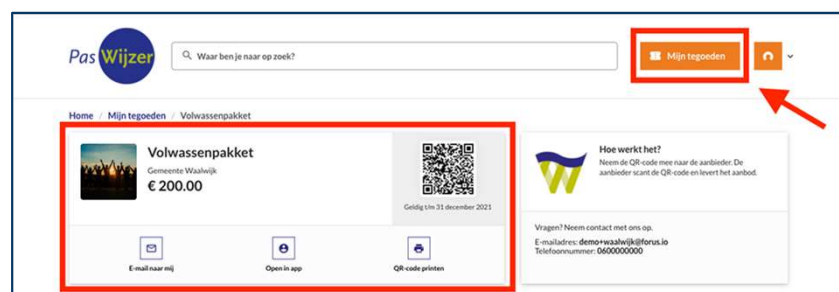 Pas Wijzer
Waar ben je naar op zoek?
Mijn tegoeden
Home / Mijn tegoeden / Volwassenpakket
Volwassenpakket
Gemeente Waalwijk
€ 200.00
Geldig t/m 31 december 2021
E-mail naar mij
Open in app
QR-code printen
Hoe werkt het?
Neem de QR-code mee naar de aanbieder. De
aanbieder scant de QR-code en levert het aanbod.
Vragen? Neem contact met ons op.
E-mailadres: demo+waalwijk@forus.io
Telefoonnummer: 0600000000